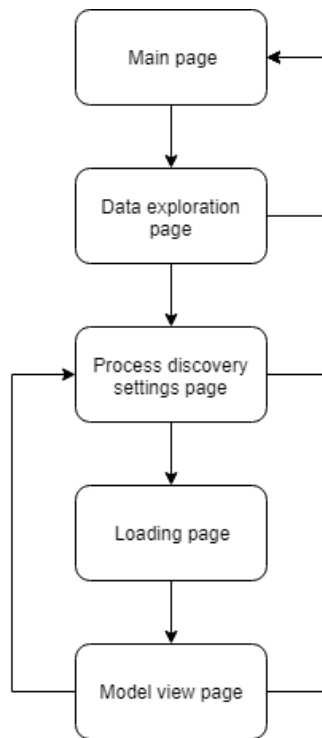 Main page
Data exploration
page
Process discovery
settings page
Loading page
Model view page